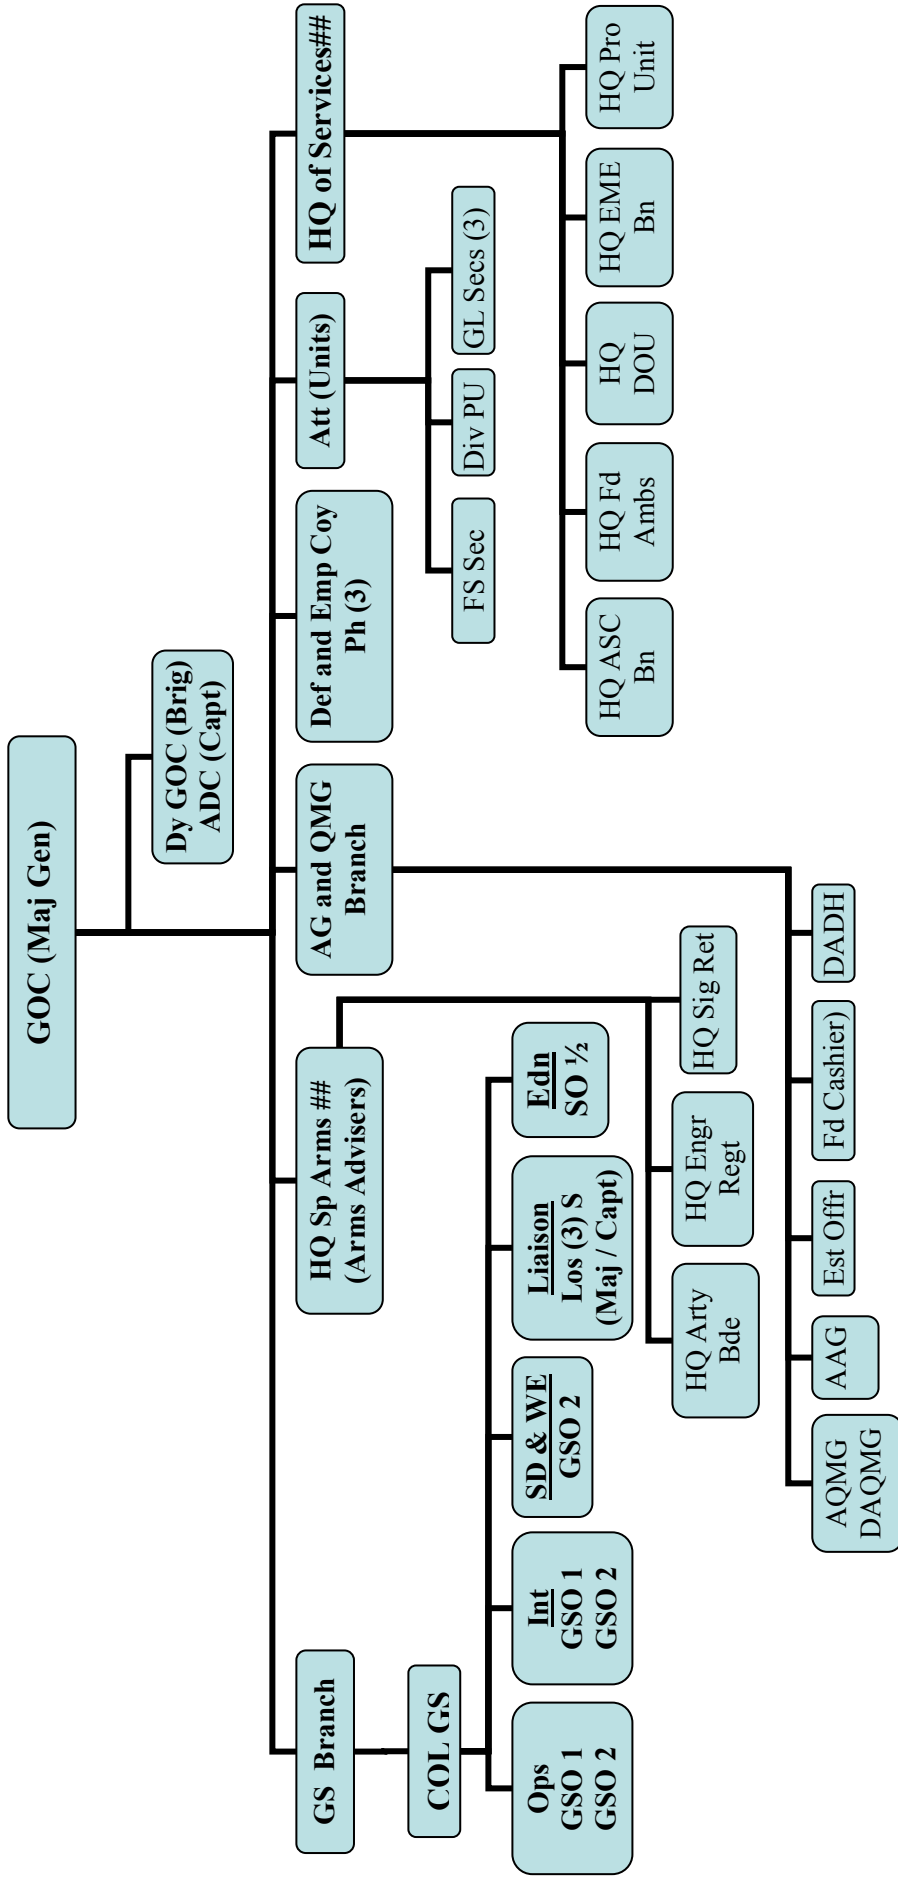 GOC (Maj Gen)
Dy GOC (Brig)
ADC (Capt)
GS  Branch
HQ Sp Arms ##
(Arms Advisers)
AG and QMG
Branch
Def and Emp Coy
Ph (3)
Att (Units)
HQ of Services##
COL GS
Ops
GSO 1
GSO 2
Int
GSO 1
GSO 2
SD & WE
GSO 2
Liaison
Los (3) S
(Maj / Capt)
Edn
SO ½
HQ Arty
Bde
HQ Engr
Regt
HQ Sig Ret
AQMG
DAQMG
AAG
Est Offr
Fd Cashier)
DADH
FS Sec
Div PU
GL Secs (3)
HQ ASC
Bn
HQ Fd
Ambs
HQ
DOU
HQ EME
Bn
HQ Pro
Unit